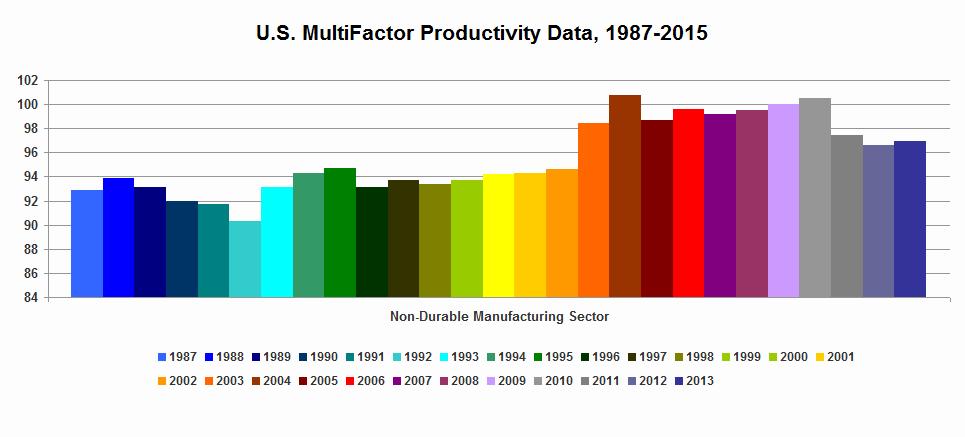 U.S. MultiFactor Productivity Data, 1987-2015
102
100
98
96
94
92
90
88
86
84
Non-Durable Manufacturing Sector
1987 1988 1989 1990 1991 1992 1993 1994 1995 1996 1997 1998 1999 2000 2001
2002 2003 2004 2005 2006 2007 2008 2009 2010 2011 2012 2013